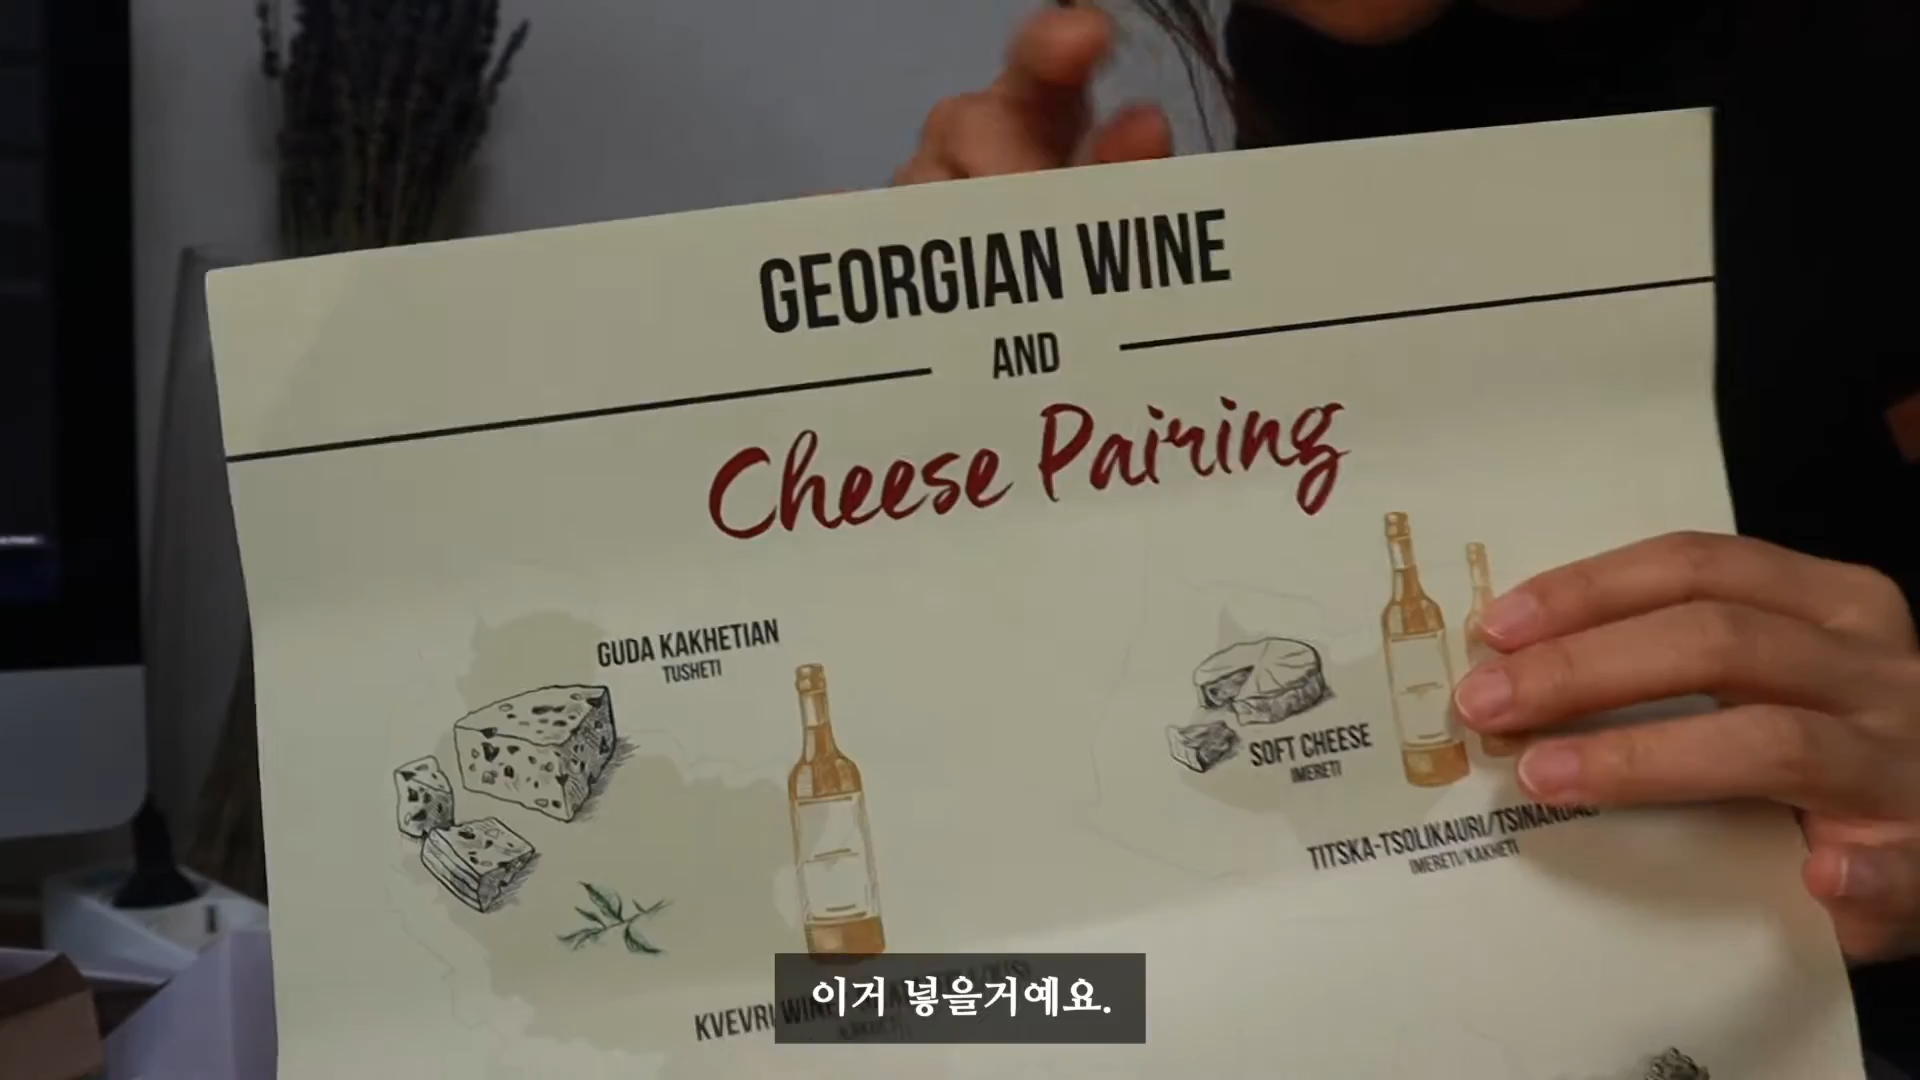 GEORGIAN WINE
AND
Cheese Pairing
GUDA KAKHETIAN
TUSHETI
SOFT CHEESE
IMERETI
TITSKA-TSOLIKAURI/TSINANDALI
IMERETI/KAKHETI
KVEVRI WINE
이거 넣을거예요.